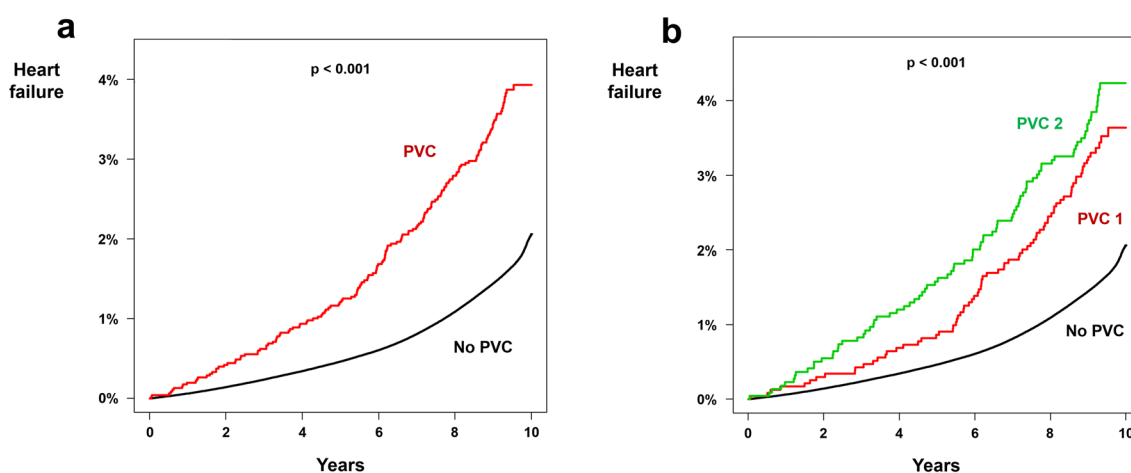 a
Heart
failure
p < 0.001
4%
3%
2%
1%
0%
PVC
No PVC
0 2 4 6 8 10
Years
b
Heart
failure
p < 0.001
4%
3%
2%
1%
0%
PVC 2
PVC 1
No PVC
0 2 4 6 8 10
Years